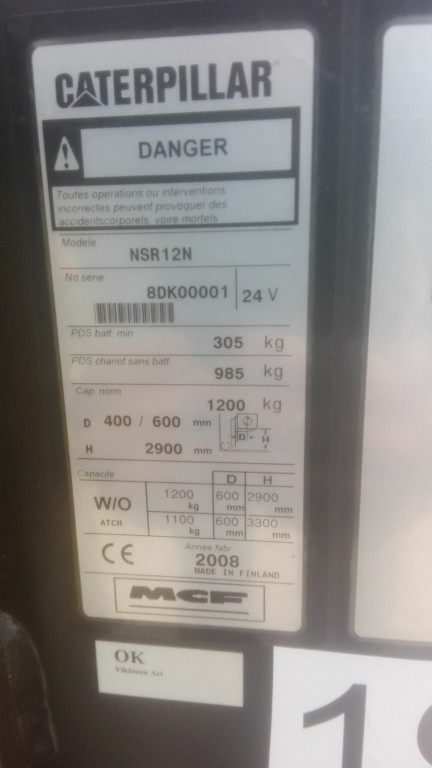 CATERPILLAR
DANGER
Toutes operations ou interventions
incorrectes peuvent provoquer des
accidentscorporels, voire mortels
Modele
NSR12N
No serie
8DK00001 24 V
PDS batt. min
305 kg
PDS chariot sans batt
985 kg
Cap. norm
1200 kg
D 400 / 600 mm
D
H
H 2900 mm
Capacite
D H
W/O 1200 kg 600 mm 2900 mm
ATCH 1100 kg 600 mm 3300 mm
CE
Annee fabr
2008
MADE IN FINLAND
MCF
OK